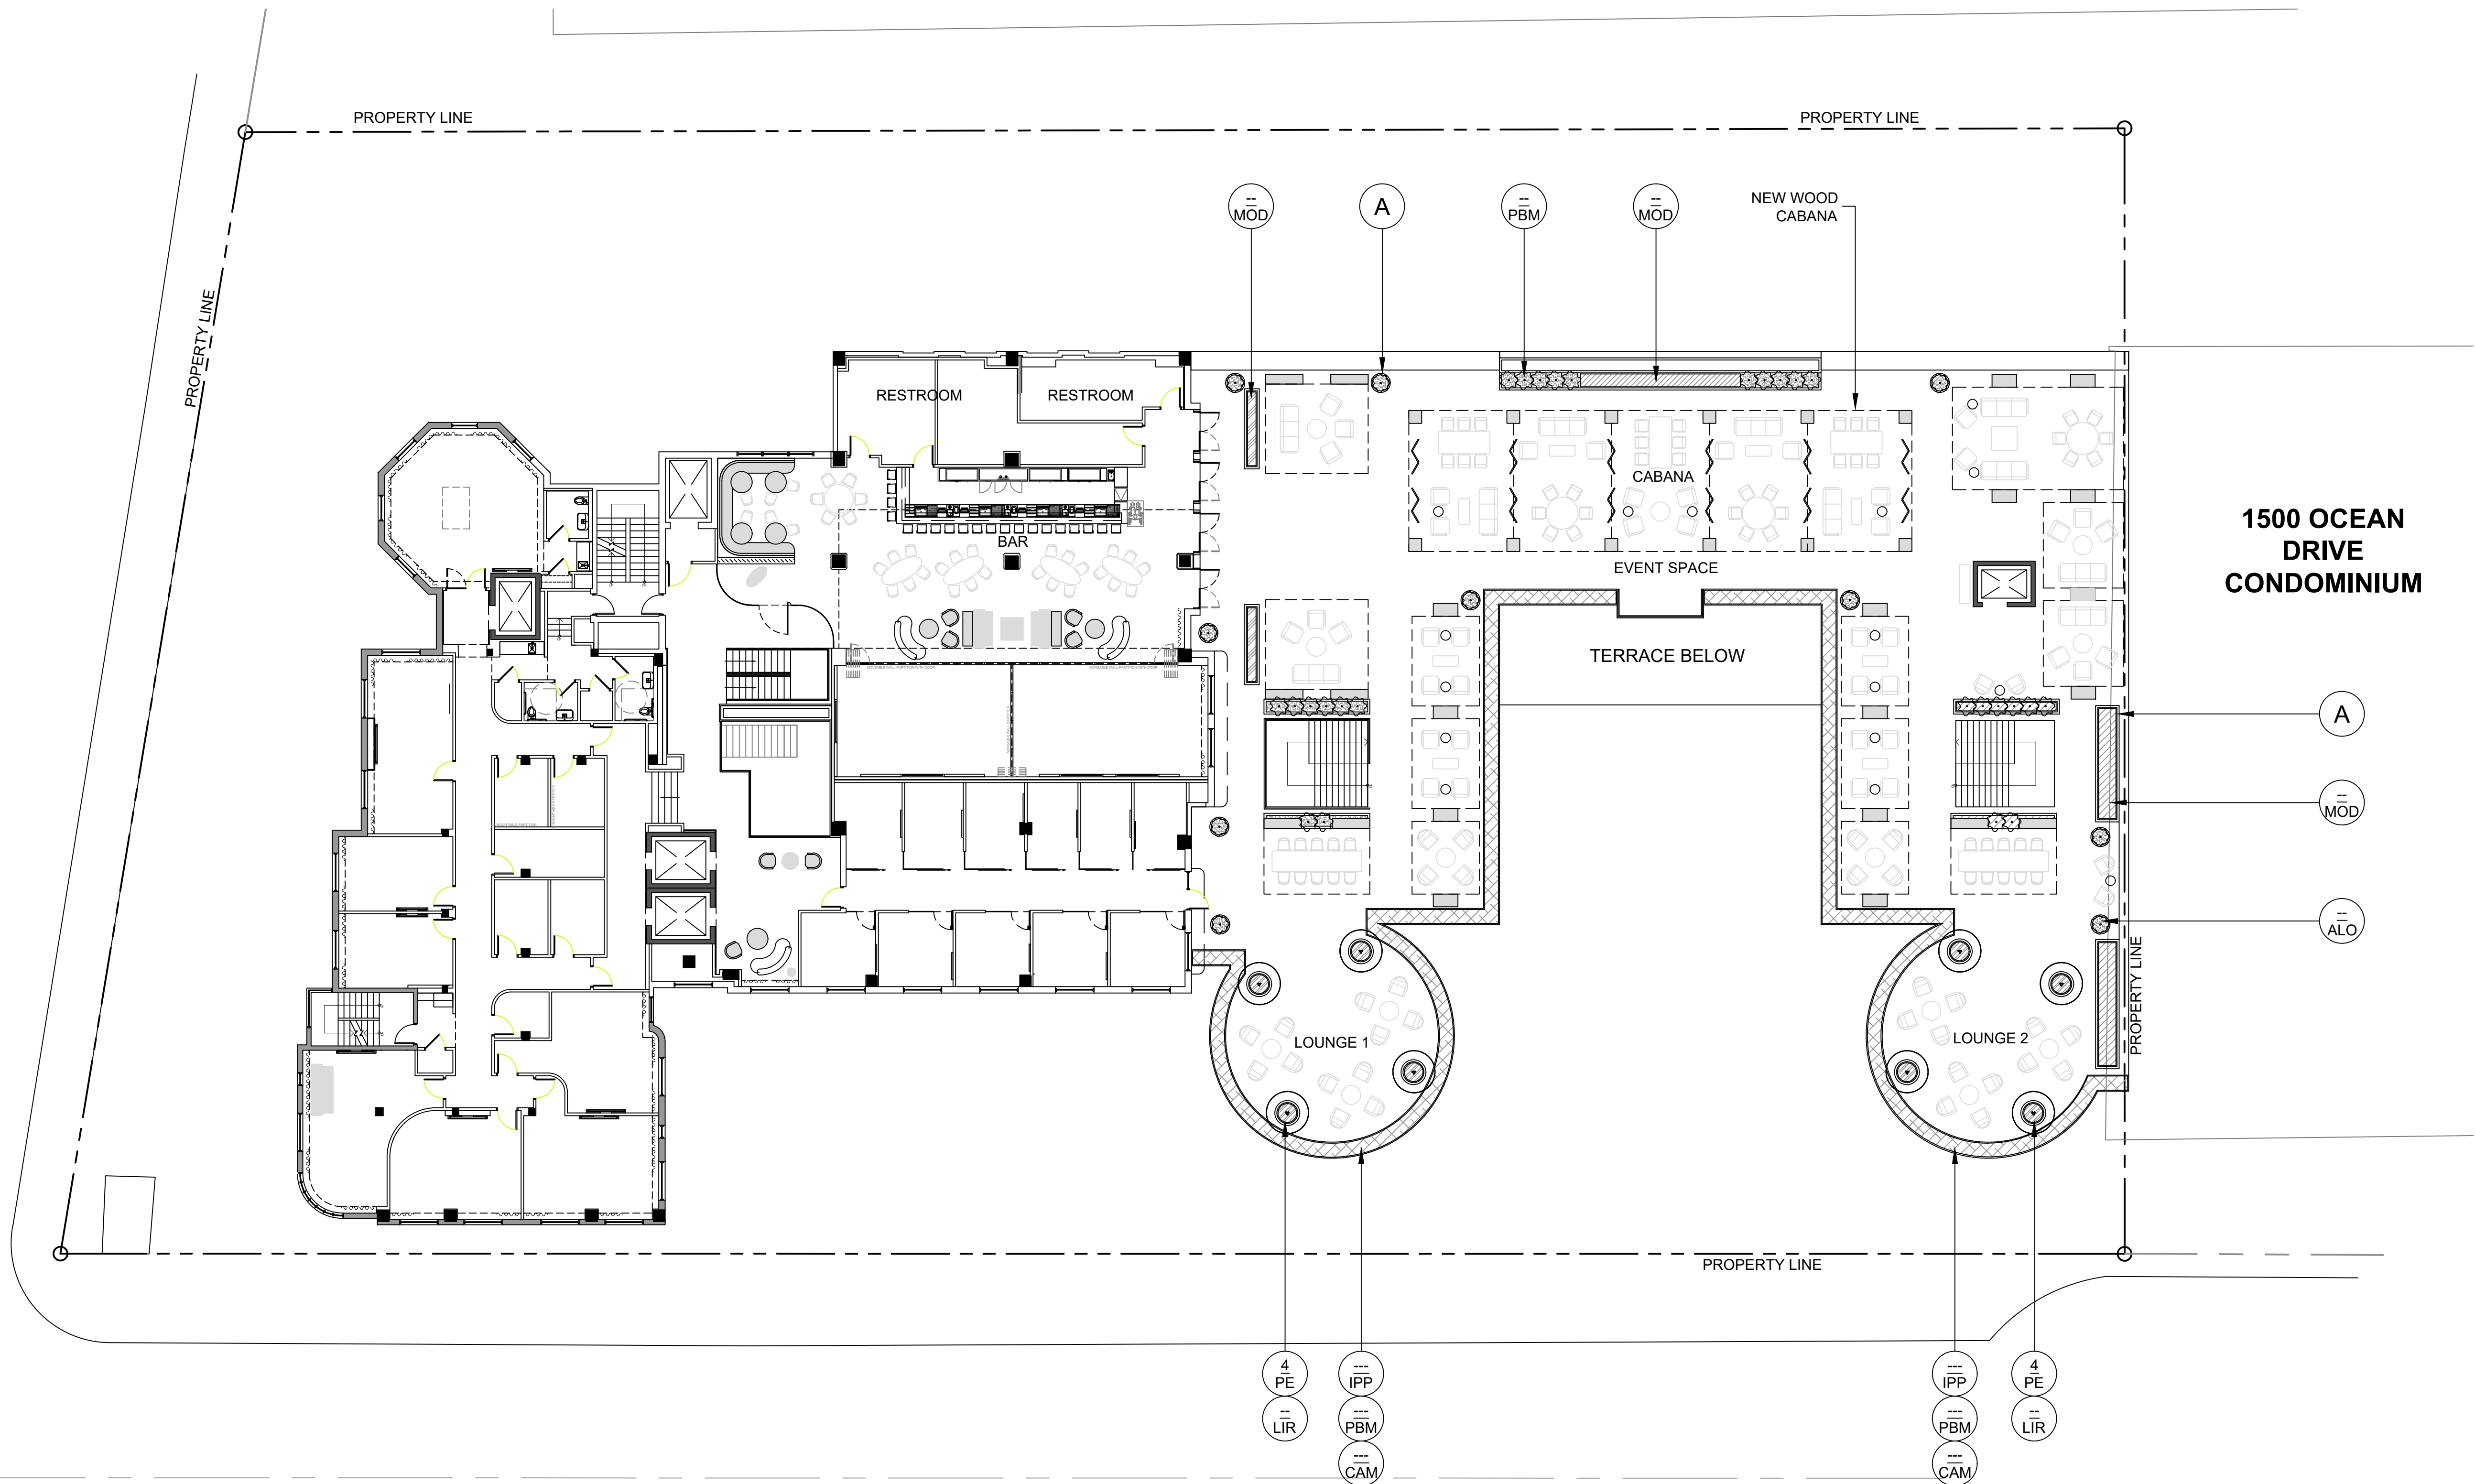 PROPERTY LINE
PROPERTY LINE
PROPERTY LINE
--
MOD
A
--
PBM
--
MOD
NEW WOOD
CABANA
RESTROOM
RESTROOM
CABANA
BAR
EVENT SPACE
1500 OCEAN
DRIVE
CONDOMINIUM
TERRACE BELOW
A
--
MOD
--
ALO
PROPERTY LINE
LOUNGE 1
LOUNGE 2
PROPERTY LINE
4
PE
--
LIR
---
IPP
---
PBM
---
CAM
---
IPP
---
PBM
---
CAM
4
PE
--
LIR